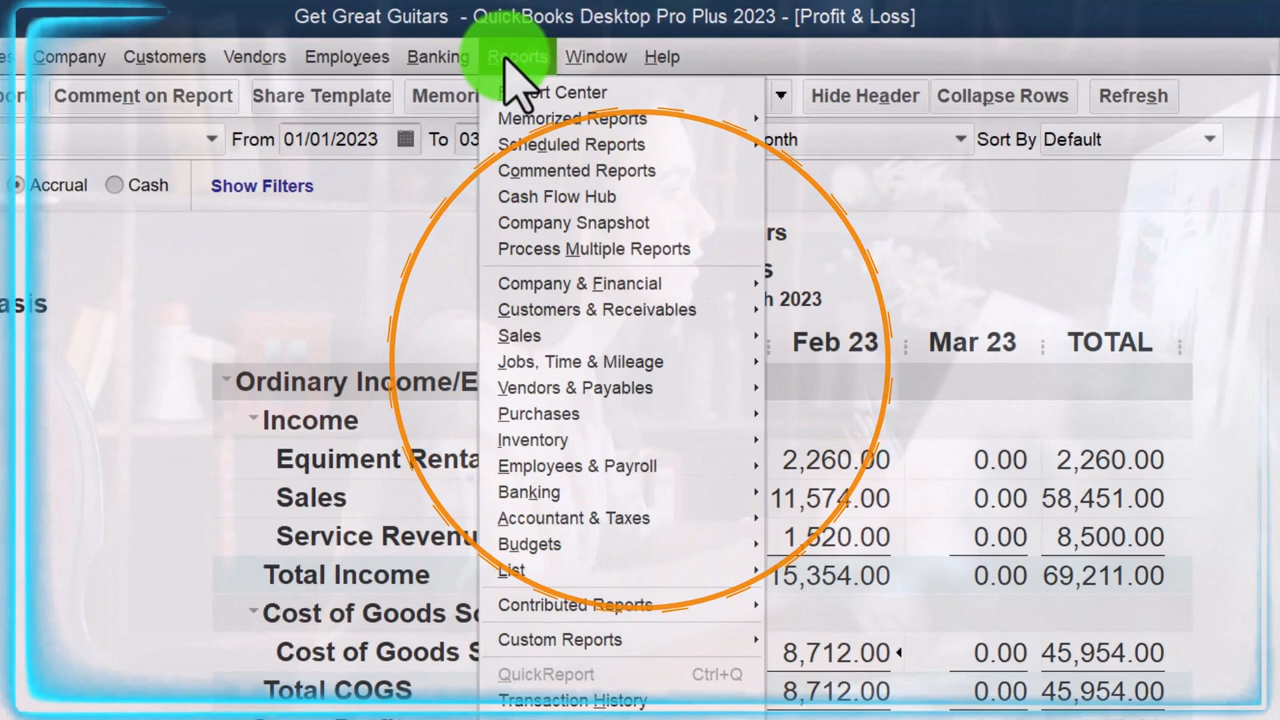 Get Great Guitars - QuickBooks Desktop Pro Plus 2023 - [Profit & Loss]
Company Customers Vendors Employees Banking Reports Window Help
Comment on Report Share Template Hide Header Collapse Rows Refresh
From 01/01/2023 To 03 Sort By Default
Accrual Cash Show Filters
Memorized Reports
Scheduled Reports
Commented Reports
Cash Flow Hub
Company Snapshot
Process Multiple Reports
Company & Financial
Customers & Receivables
Sales
Jobs, Time & Mileage
Vendors & Payables
Purchases
Inventory
Employees & Payroll
Banking
Accountant & Taxes
Budgets
List
Contributed Reports
Custom Reports
QuickReport Ctrl+Q
Transaction History
2023
Feb 23 Mar 23 TOTAL
Ordinary Income/E
Income
Equiment Renta 2,260.00 0.00 2,260.00
Sales 11,574.00 0.00 58,451.00
Service Revenu 1,520.00 0.00 8,500.00
Total Income 15,354.00 0.00 69,211.00
Cost of Goods So
Cost of Goods S 8,712.00 0.00 45,954.00
Total COGS 8,712.00 0.00 45,954.00